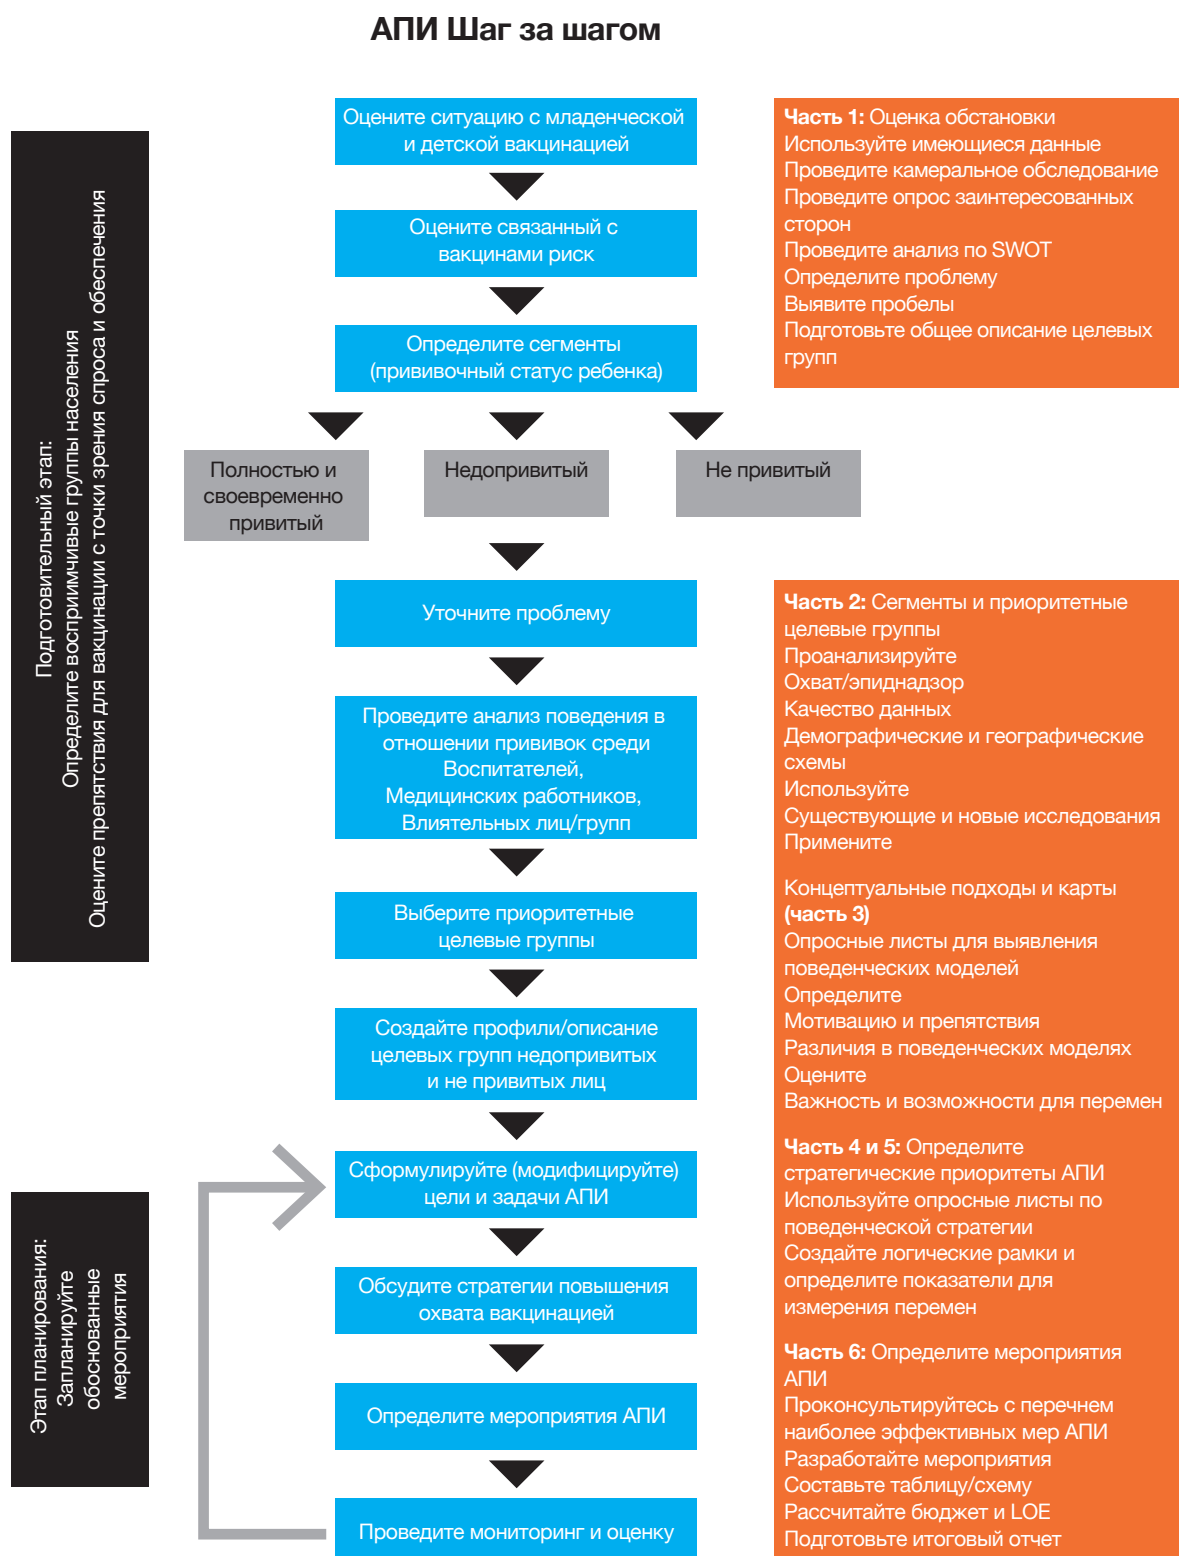 АПИ Шаг за шагом
Подготовительный этап:
Определите восприимчивые группы населения
Оцените препятствия для вакцинации с точки зрения спроса и обеспечения
Оцените ситуацию с младенческой
и детской вакцинацией
Оцените связанный с
вакцинами риск
Определите сегменты
(прививочный статус ребенка)
Полностью и
своевременно
привитый
Недопривитый
Не привитый
Уточните проблему
Проведите анализ поведения в
отношении прививок среди
Воспитателей,
Медицинских работников,
Влиятельных лиц/групп
Выберите приоритетные
целевые группы
Создайте профили/описание
целевых групп недопривитых
и не привитых лиц
Этап планирования:
Запланируйте
обоснованные
мероприятия
Сформулируйте (модифицируйте)
цели и задачи АПИ
Обсудите стратегии повышения
охвата вакцинацией
Определите мероприятия АПИ
Проведите мониторинг и оценку
Часть 1: Оценка обстановки
Используйте имеющиеся данные
Проведите камеральное обследование
Проведите опрос заинтересованных
сторон
Проведите анализ по SWOT
Определите проблему
Выявите пробелы
Подготовьте общее описание целевых
групп
Часть 2: Сегменты и приоритетные
целевые группы
Проанализируйте
Охват/эпиднадзор
Качество данных
Демографические и географические
схемы
Используйте
Существующие и новые исследования
Примените
Концептуальные подходы и карты
(часть 3)
Опросные листы для выявления
поведенческих моделей
Определите
Мотивацию и препятствия
Различия в поведенческих моделях
Оцените
Важность и возможности для перемен
Часть 4 и 5: Определите
стратегические приоритеты АПИ
Используйте опросные листы по
поведенческой стратегии
Создайте логические рамки и
определите показатели для
измерения перемен
Часть 6: Определите мероприятия
АПИ
Проконсультируйтесь с перечнем
наиболее эффективных мер АПИ
Разработайте мероприятия
Составьте таблицу/схему
Рассчитайте бюджет и LOE
Подготовьте итоговый отчет